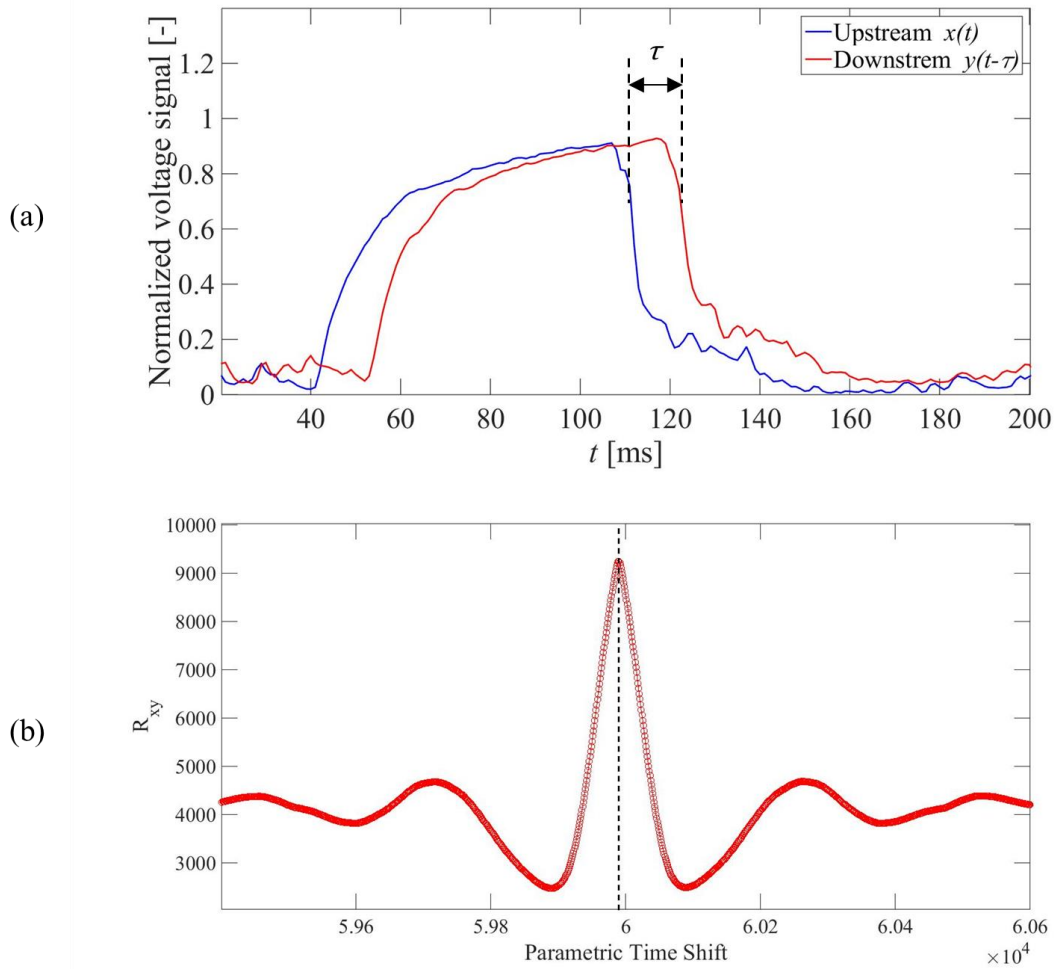 (a)
Normalized voltage signal [-]
Upstream x(t)
Downstrem y(t-τ)
τ
1.2
1
0.8
0.6
0.4
0.2
0
40 60 80 100 120 140 160 180 200
t [ms]
(b)
R_xy
10000
9000
8000
7000
6000
5000
4000
3000
5.96 5.98 6 6.02 6.04 6.06
Parametric Time Shift
×10⁴